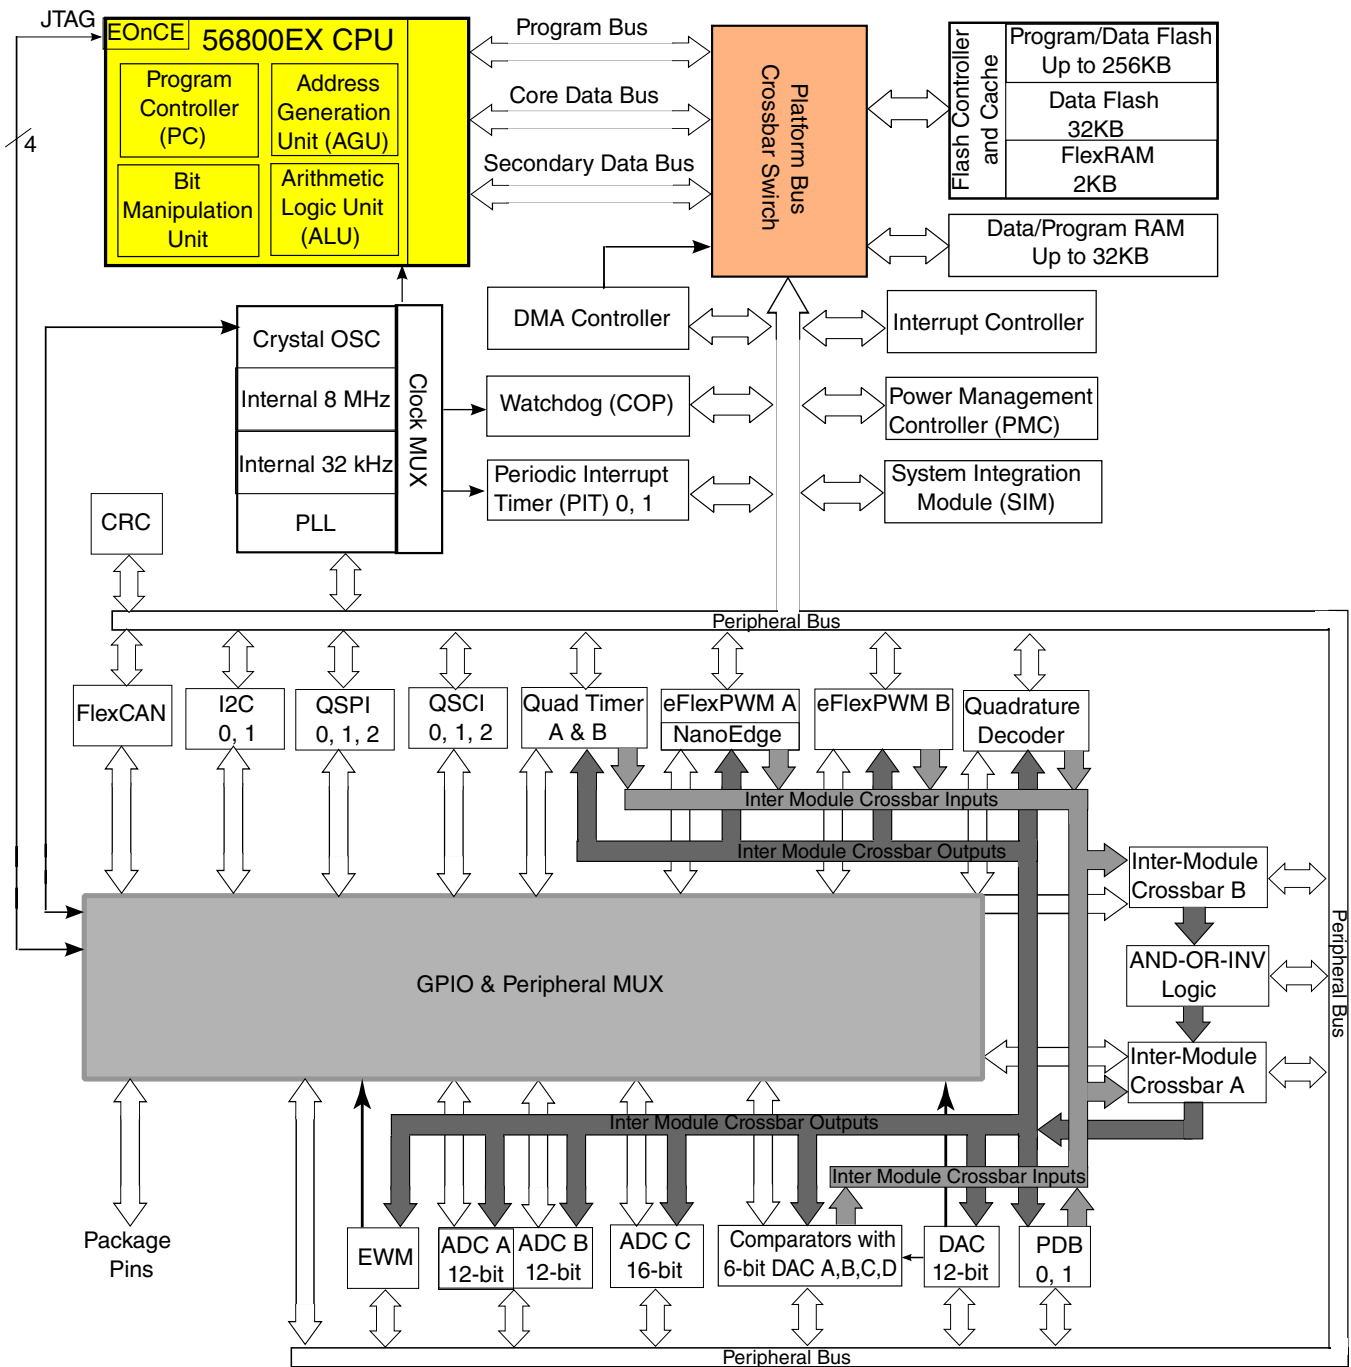 JTAG
EOnCE
56800EX CPU
Program
Controller
(PC)
Address
Generation
Unit (AGU)
Bit
Manipulation
Unit
Arithmetic
Logic Unit
(ALU)
4
Program Bus
Core Data Bus
Secondary Data Bus
Platform Bus
Crossbar Swirch
Flash Controller
and Cache
Program/Data Flash
Up to 256KB
Data Flash
32KB
FlexRAM
2KB
Data/Program RAM
Up to 32KB
Crystal OSC
Internal 8 MHz
Internal 32 kHz
PLL
Clock MUX
DMA Controller
Interrupt Controller
Watchdog (COP)
Power Management
Controller (PMC)
Periodic Interrupt
Timer (PIT) 0, 1
System Integration
Module (SIM)
CRC
Peripheral Bus
FlexCAN
I2C
0, 1
QSPI
0, 1, 2
QSCI
0, 1, 2
Quad Timer
A & B
eFlexPWM A
NanoEdge
eFlexPWM B
Quadrature
Decoder
Inter Module Crossbar Inputs
Inter Module Crossbar Outputs
Inter-Module
Crossbar B
AND-OR-INV
Logic
Inter-Module
Crossbar A
Peripheral Bus
GPIO & Peripheral MUX
Inter Module Crossbar Outputs
Inter Module Crossbar Inputs
Package
Pins
EWM
ADC A
12-bit
ADC B
12-bit
ADC C
16-bit
Comparators with
6-bit DAC A,B,C,D
DAC
12-bit
PDB
0, 1
Peripheral Bus